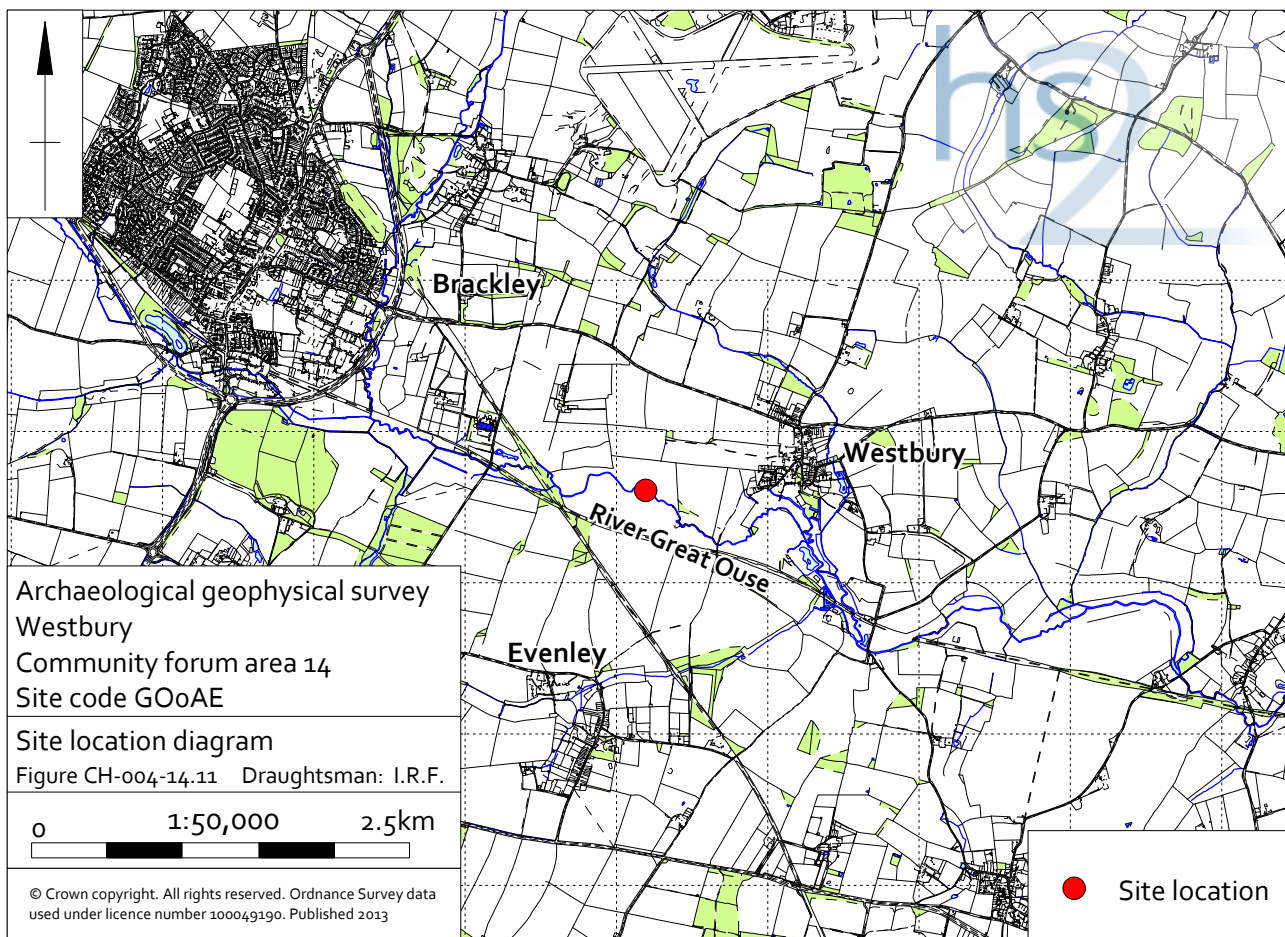 hs2
Brackley
Westbury
River Great Ouse
Evenley
Archaeological geophysical survey
Westbury
Community forum area 14
Site code GO0AE
Site location diagram
Figure CH-004-14.11 Draughtsman: I.R.F.
0 1:50,000 2.5km
© Crown copyright. All rights reserved. Ordnance Survey data
used under licence number 100049190. Published 2013
Site location